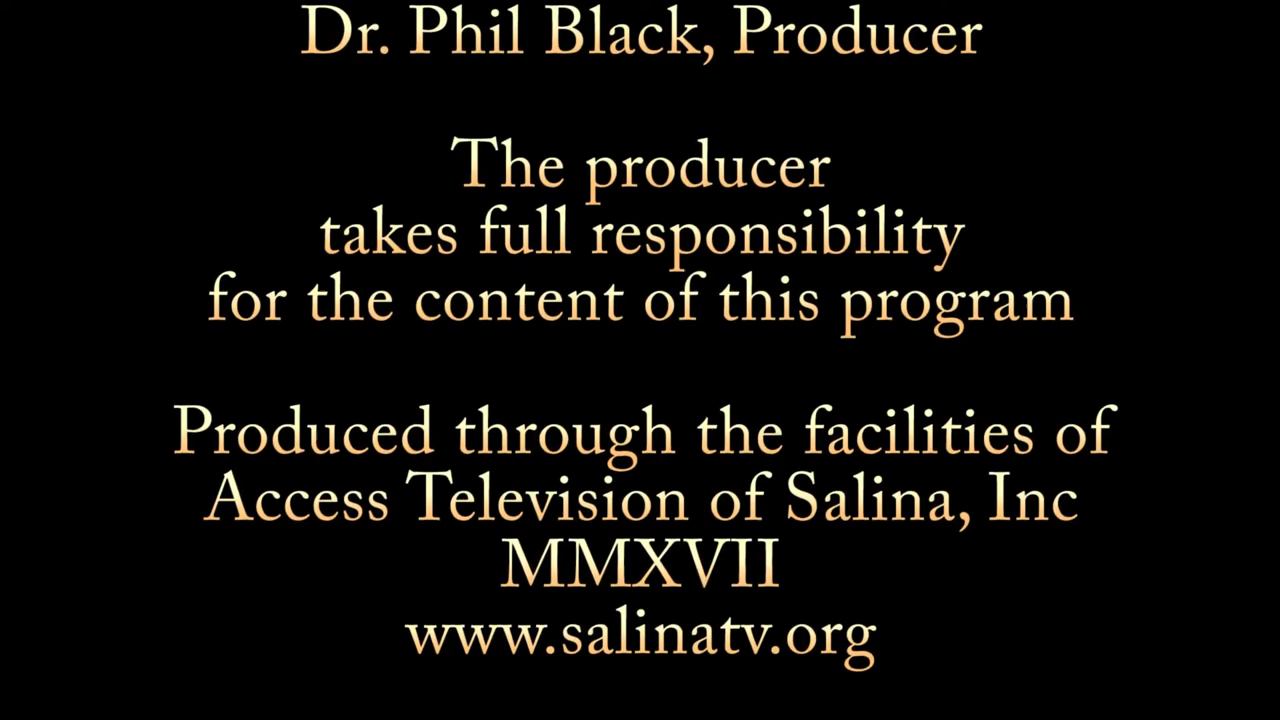 Dr. Phil Black, Producer
The producer
takes full responsibility
for the content of this program
Produced through the facilities of
Access Television of Salina, Inc
MMXVII
www.salinatv.org